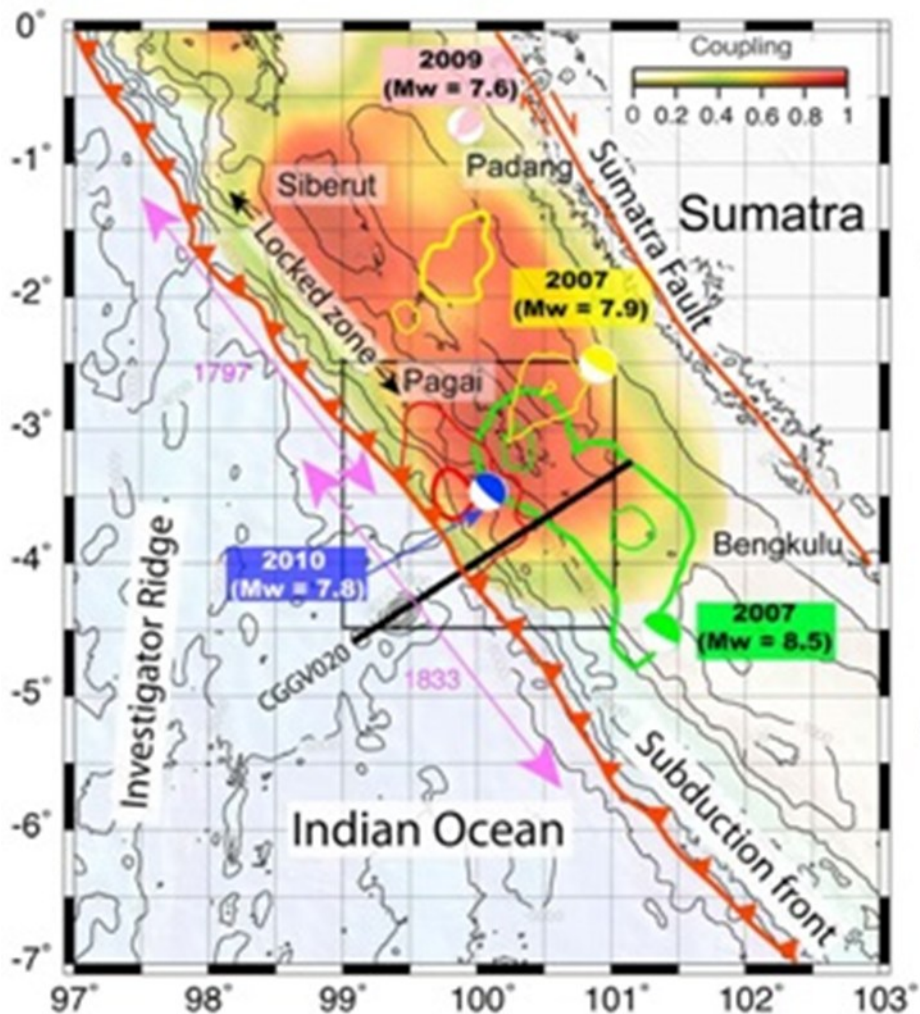 0°
-1°
-2°
-3°
-4°
-5°
-6°
-7°
97°
98°
99°
100°
101°
102°
103°
Coupling
0 0.2 0.4 0.6 0.8 1
2009
(Mw = 7.6)
Padang
Siberut
Sumatra
Sumatra Fault
Locked zone
2007
(Mw = 7.9)
1797
Pagai
2010
(Mw = 7.8)
Bengkulu
2007
(Mw = 8.5)
CGGV020
1833
Investigator Ridge
Indian Ocean
Subduction front